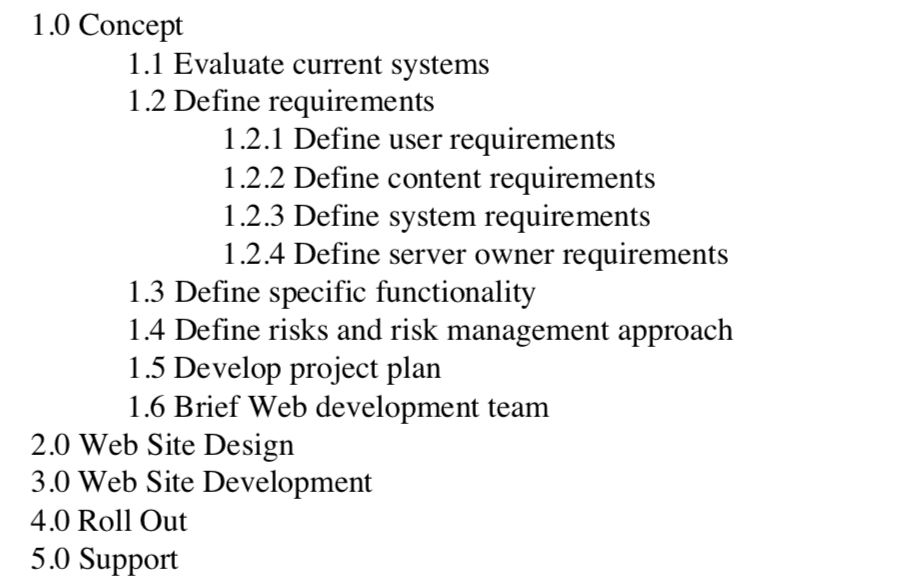 1.0 Concept
1.1 Evaluate current systems
1.2 Define requirements
1.2.1 Define user requirements
1.2.2 Define content requirements
1.2.3 Define system requirements
1.2.4 Define server owner requirements
1.3 Define specific functionality
1.4 Define risks and risk management approach
1.5 Develop project plan
1.6 Brief Web development team
2.0 Web Site Design
3.0 Web Site Development
4.0 Roll Out
5.0 Support